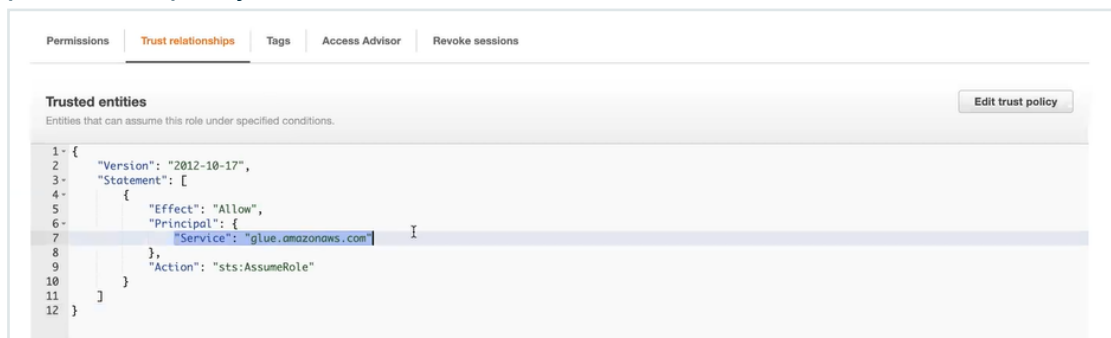 Permissions Trust relationships Tags Access Advisor Revoke sessions
Trusted entities
Edit trust policy
Entities that can assume this role under specified conditions.
1 {
2 "Version": "2012-10-17",
3 "Statement": [
4 {
5 "Effect": "Allow",
6 "Principal": {
7 "Service": "glue.amazonaws.com"
8 },
9 "Action": "sts:AssumeRole"
10 }
11 ]
12 }